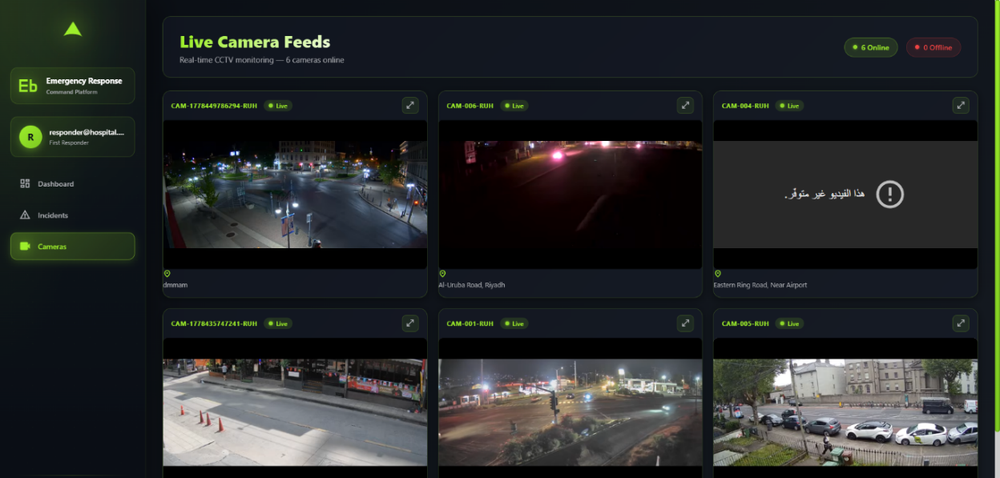 Eb
Emergency Response
Command Platform
R
responder@hospital....
First Responder
Dashboard
Incidents
Cameras
Live Camera Feeds
Real-time CCTV monitoring — 6 cameras online
6 Online
0 Offline
CAM-1778449786294-RUH
Live
dmmam
CAM-006-RUH
Live
Al-Uruba Road, Riyadh
CAM-004-RUH
Live
هذا الفيديو غير متوفّر.
Eastern Ring Road, Near Airport
CAM-1778435747241-RUH
Live
CAM-001-RUH
Live
CAM-005-RUH
Live